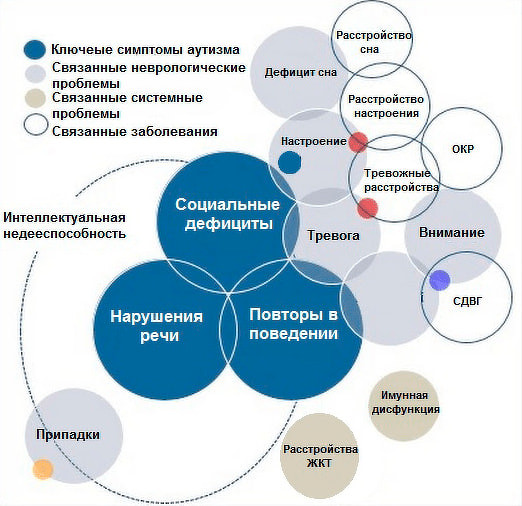 Ключеые симптомы аутизма
Связанные неврологические
проблемы
Связанные системные
проблемы
Связанные заболевания
Расстройство
сна
Дефицит сна
Расстройство
настроения
Настроение
ОКР
Тревожные
расстройства
Социальные
дефициты
Интеллектуальная
недееспособность
Тревога
Внимание
Нарушения
речи
Повторы в
поведении
СДВГ
Имунная
дисфункция
Припадки
Расстройства
ЖКТ